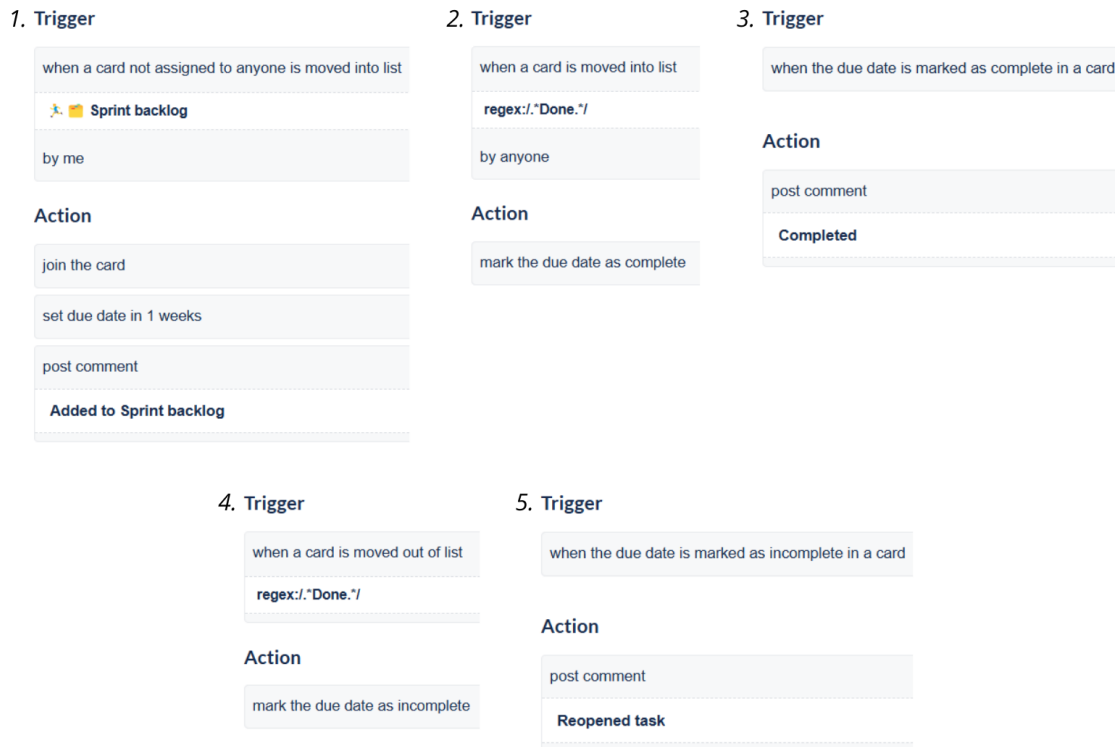 1. Trigger
when a card not assigned to anyone is moved into list
🏃‍♂️ 🗂️ Sprint backlog
by me
Action
join the card
set due date in 1 weeks
post comment
Added to Sprint backlog
2. Trigger
when a card is moved into list
regex:/.*Done.*/
by anyone
Action
mark the due date as complete
3. Trigger
when the due date is marked as complete in a card
Action
post comment
Completed
4. Trigger
when a card is moved out of list
regex:/.*Done.*/
Action
mark the due date as incomplete
5. Trigger
when the due date is marked as incomplete in a card
Action
post comment
Reopened task